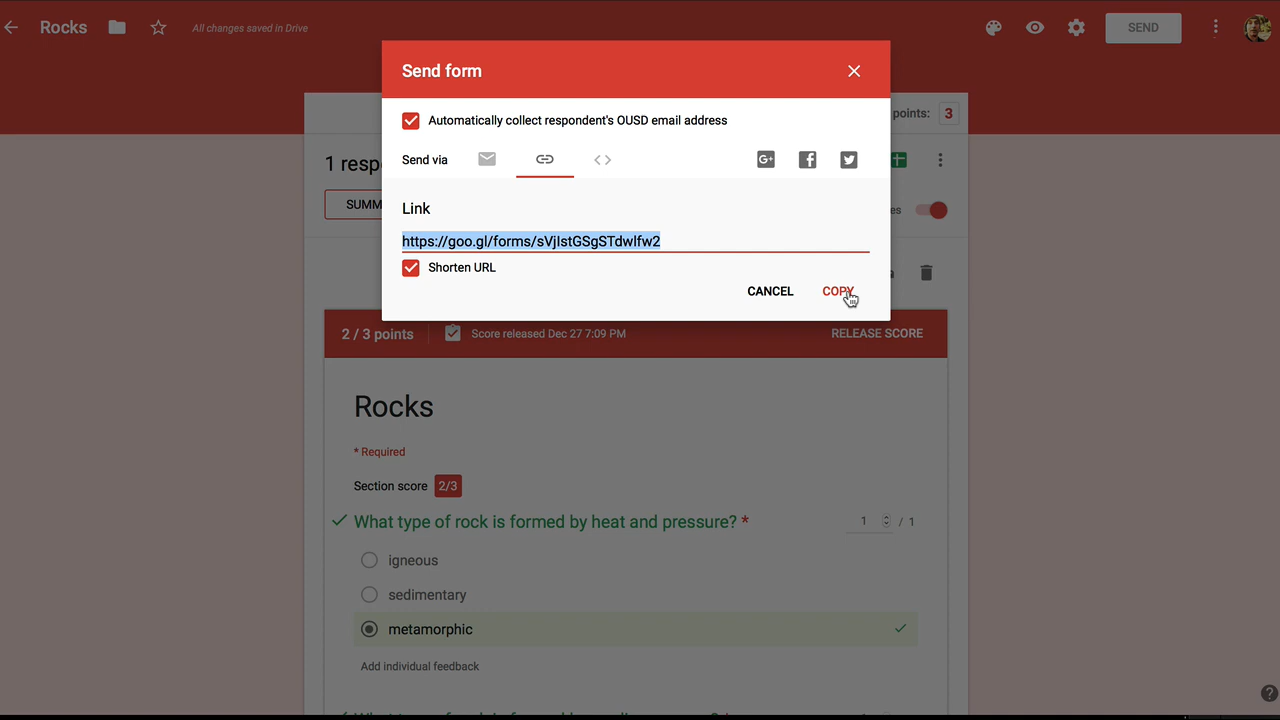 Rocks
All changes saved in Drive
SEND
Send form
Automatically collect respondent's OUSD email address
points: 3
Send via
G+
1
SUMM
Link
https://goo.gl/forms/sVjIstGSgSTdwlfw2
Shorten URL
CANCEL COPY
2 / 3 points
Score released Dec 27 7:09 PM
RELEASE SCORE
Rocks
* Required
Section score 2/3
What type of rock is formed by heat and pressure? *
1 / 1
igneous
sedimentary
metamorphic
Add individual feedback